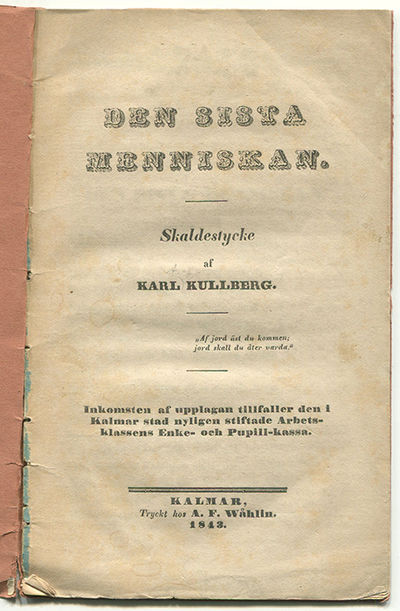 DEN SISTA
MENNISKAN.
Skaldestycke
af
KARL KULLBERG.
„Af jord äst du kommen;
jord skall du åter varda.“
Inkomsten af upplagan tillfaller den i
Kalmar stad nyligen stiftade Arbets-
klassens Enke- och Pupill-kassa.
KALMAR,
Tryckt hos A. F. Wåhlin.
1843.